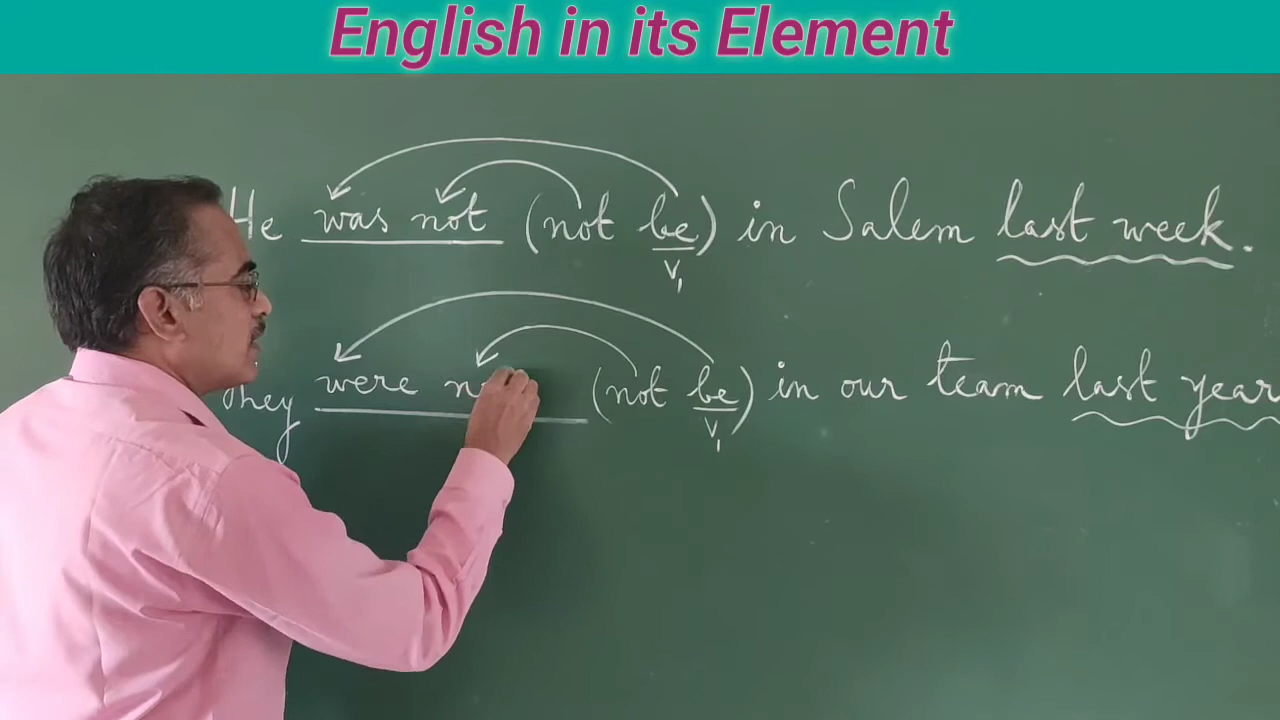 English in its Element
He was not (not be) in Salem last week.
V1
They were (not be) in our team last year
V1